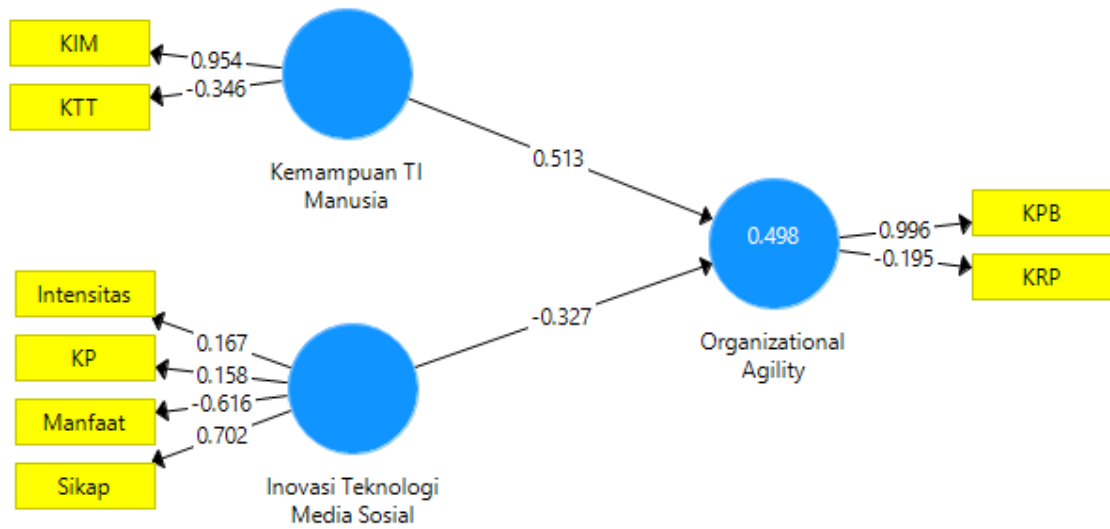 KIM
0.954
-0.346
KTT
Kemampuan TI
Manusia
0.513
0.498
Organizational
Agility
0.996
-0.195
KPB
KRP
Intensitas
KP
Manfaat
Sikap
0.167
0.158
-0.616
0.702
Inovasi Teknologi
Media Sosial
-0.327